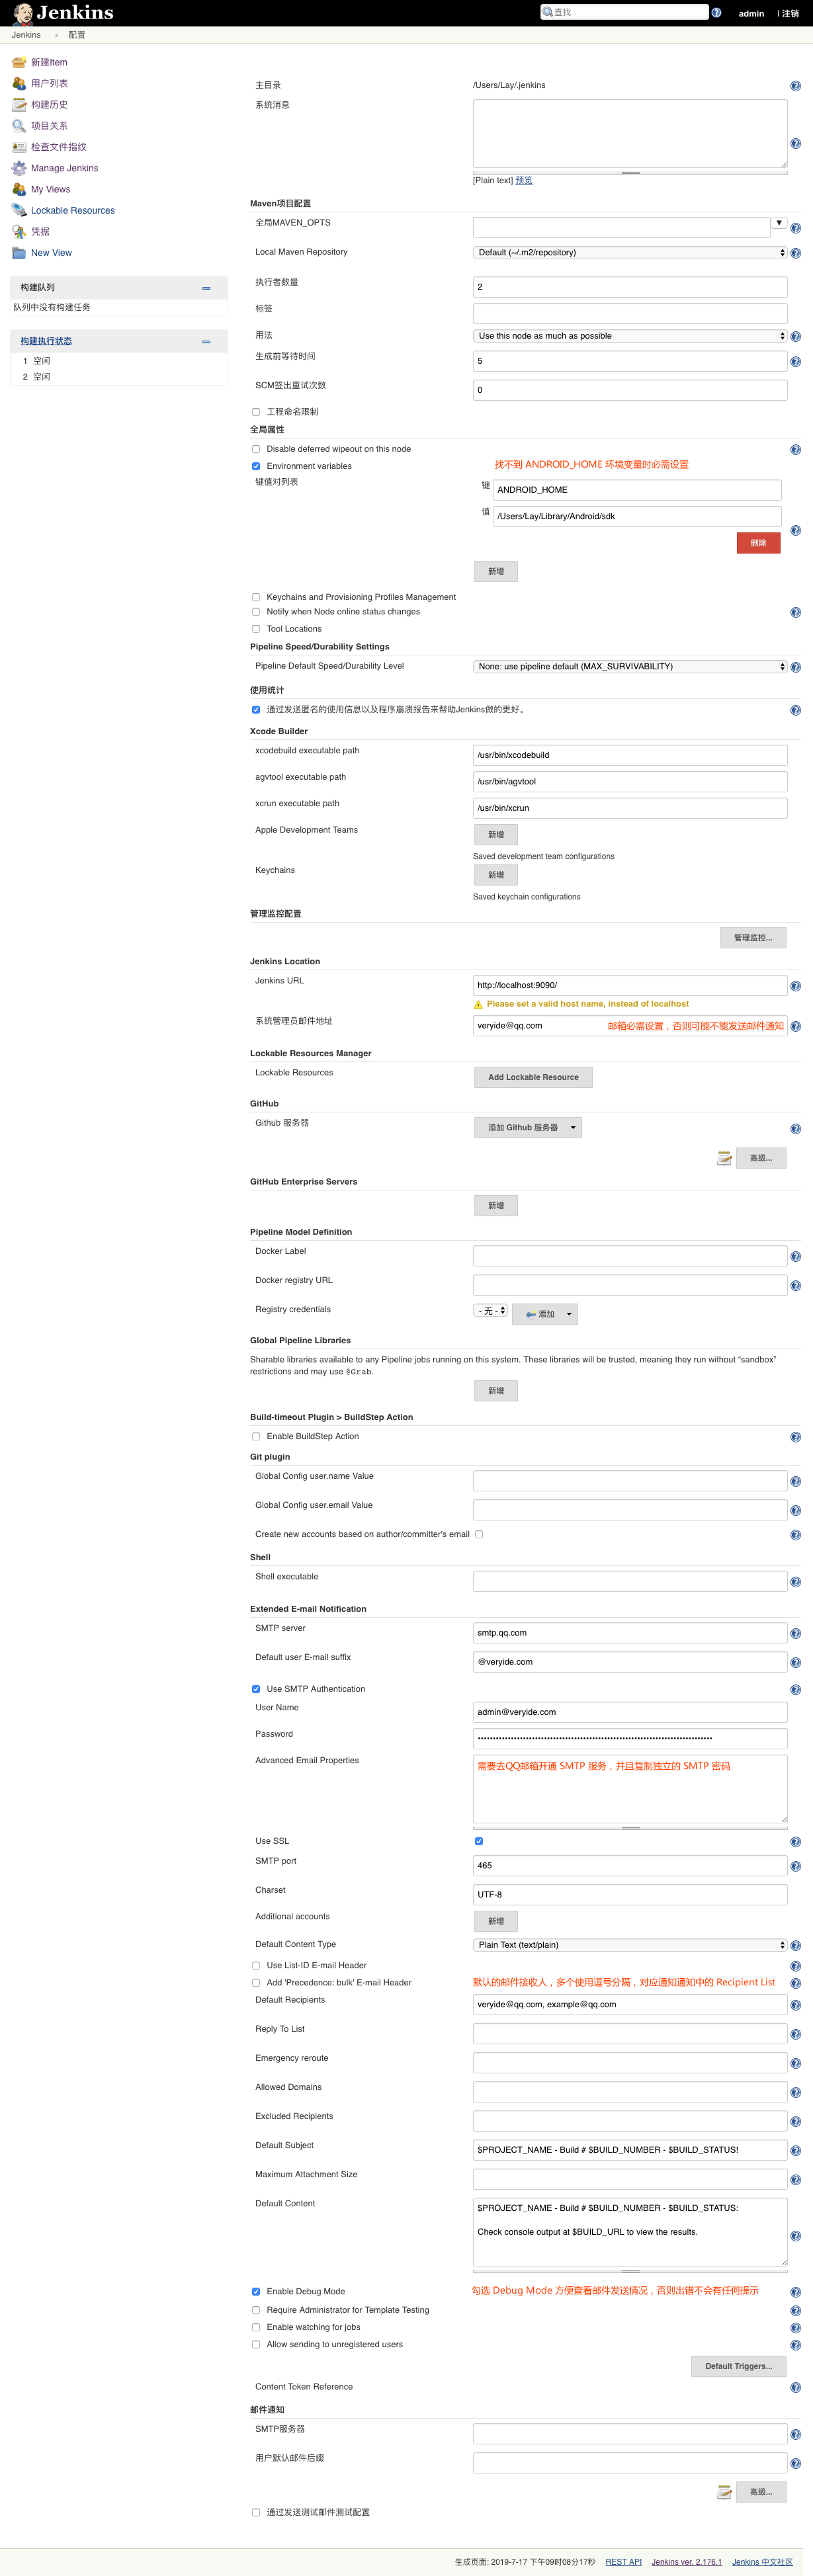 Jenkins
查找
admin
| 注销
Jenkins
配置
新建Item
用户列表
构建历史
项目关系
检查文件指纹
Manage Jenkins
My Views
Lockable Resources
凭据
New View
构建队列
队列中没有构建任务
构建执行状态
1 空闲
2 空闲
主目录
/Users/Lay/.jenkins
系统消息
[Plain text] 预览
Maven项目配置
全局MAVEN_OPTS
Local Maven Repository
Default (~/.m2/repository)
执行者数量
2
标签
用法
Use this node as much as possible
生成前等待时间
5
SCM签出重试次数
0
工程命名限制
全局属性
Disable deferred wipeout on this node
Environment variables
找不到 ANDROID_HOME 环境变量时必需设置
键值对列表
键
ANDROID_HOME
值
/Users/Lay/Library/Android/sdk
删除
新增
Keychains and Provisioning Profiles Management
Notify when Node online status changes
Tool Locations
Pipeline Speed/Durability Settings
Pipeline Default Speed/Durability Level
None: use pipeline default (MAX_SURVIVABILITY)
使用统计
通过发送匿名的使用信息以及程序崩溃报告来帮助Jenkins做的更好。
Xcode Builder
xcodebuild executable path
/usr/bin/xcodebuild
agvtool executable path
/usr/bin/agvtool
xcrun executable path
/usr/bin/xcrun
Apple Development Teams
新增
Saved development team configurations
Keychains
新增
Saved keychain configurations
管理监控配置
管理监控...
Jenkins Location
Jenkins URL
http://localhost:9090/
Please set a valid host name, instead of localhost
系统管理员邮件地址
veryide@qq.com
邮箱必需设置，否则可能不能发送邮件通知
Lockable Resources Manager
Lockable Resources
Add Lockable Resource
GitHub
Github 服务器
添加 Github 服务器
高级...
GitHub Enterprise Servers
新增
Pipeline Model Definition
Docker Label
Docker registry URL
Registry credentials
- 无 -
添加
Global Pipeline Libraries
Sharable libraries available to any Pipeline jobs running on this system. These libraries will be trusted, meaning they run without “sandbox”
restrictions and may use @Grab.
新增
Build-timeout Plugin > BuildStep Action
Enable BuildStep Action
Git plugin
Global Config user.name Value
Global Config user.email Value
Create new accounts based on author/committer's email
Shell
Shell executable
Extended E-mail Notification
SMTP server
smtp.qq.com
Default user E-mail suffix
@veryide.com
Use SMTP Authentication
User Name
admin@veryide.com
Password
Advanced Email Properties
需要去QQ邮箱开通 SMTP 服务，并且复制独立的 SMTP 密码
Use SSL
SMTP port
465
Charset
UTF-8
Additional accounts
新增
Default Content Type
Plain Text (text/plain)
Use List-ID E-mail Header
Add 'Precedence: bulk' E-mail Header
默认的邮件接收人，多个使用逗号分隔，对应通知通知中的 Recipient List
Default Recipients
veryide@qq.com, example@qq.com
Reply To List
Emergency reroute
Allowed Domains
Excluded Recipients
Default Subject
$PROJECT_NAME - Build # $BUILD_NUMBER - $BUILD_STATUS!
Maximum Attachment Size
Default Content
$PROJECT_NAME - Build # $BUILD_NUMBER - $BUILD_STATUS:
Check console output at $BUILD_URL to view the results.
Enable Debug Mode
勾选 Debug Mode 方便查看邮件发送情况，否则出错不会有任何提示
Require Administrator for Template Testing
Enable watching for jobs
Allow sending to unregistered users
Default Triggers...
Content Token Reference
邮件通知
SMTP服务器
用户默认邮件后缀
高级...
通过发送测试邮件测试配置
生成页面: 2019-7-17 下午09时08分17秒
REST API
Jenkins ver. 2.176.1
Jenkins 中文社区